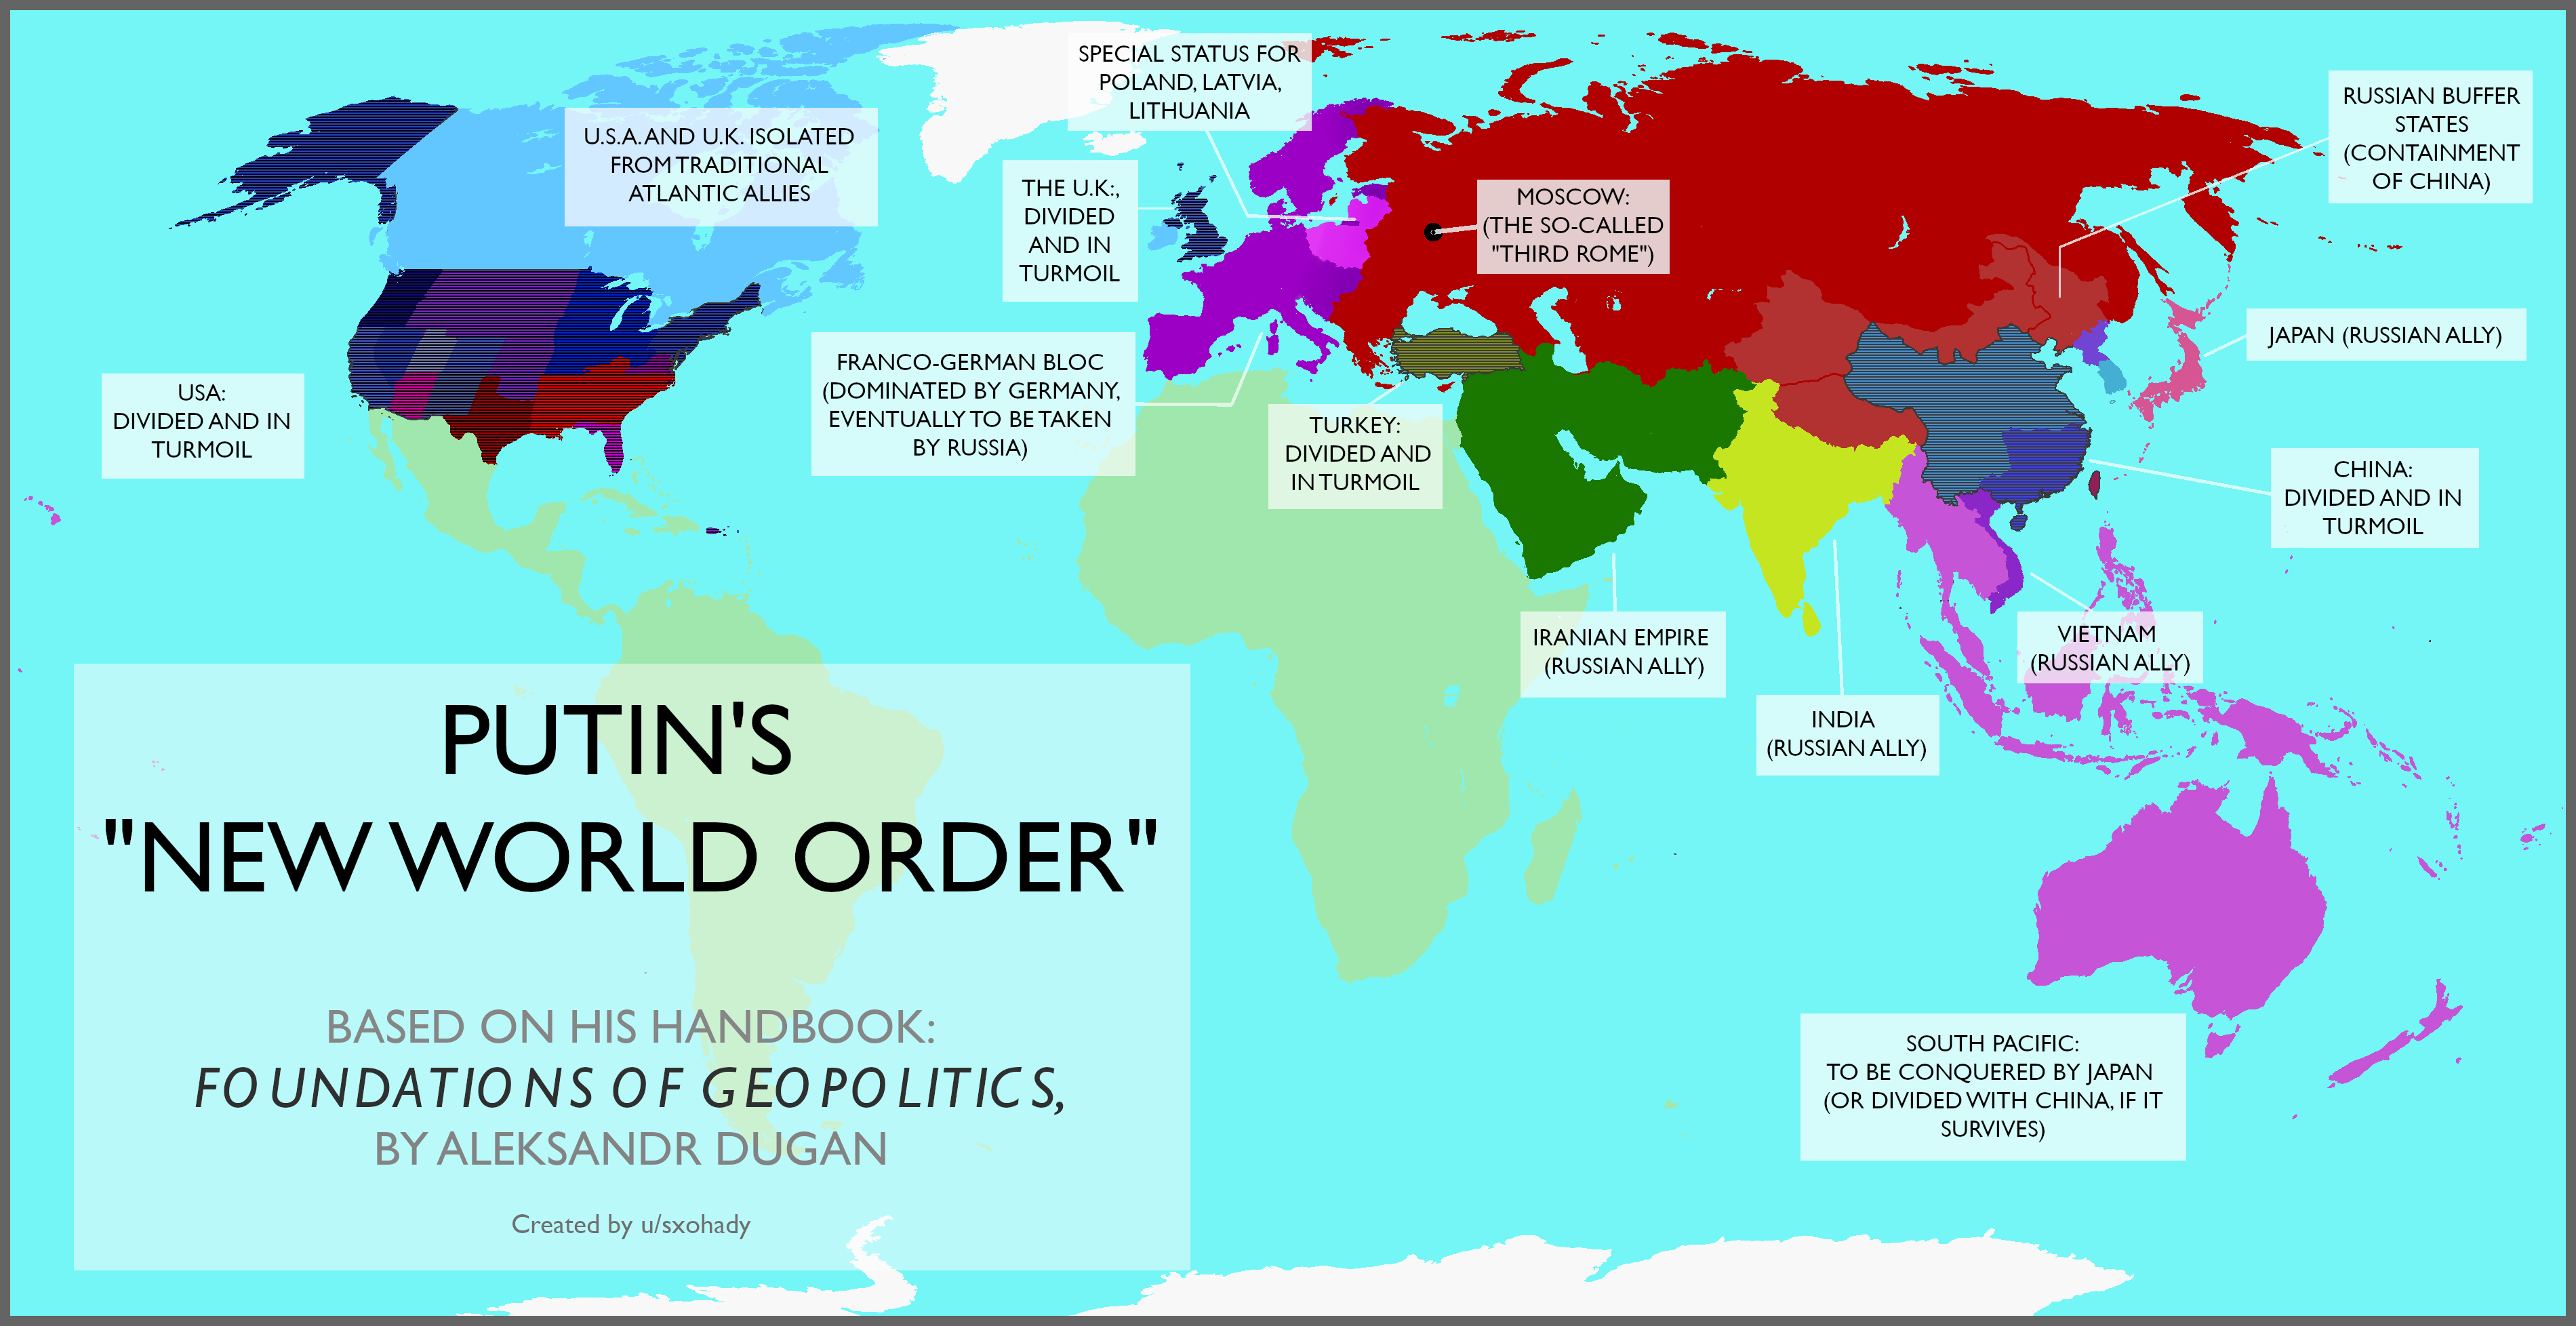 SPECIAL STATUS FOR
POLAND, LATVIA,
LITHUANIA
RUSSIAN BUFFER
STATES
(CONTAINMENT
OF CHINA)
U.S.A. AND U.K. ISOLATED
FROM TRADITIONAL
ATLANTIC ALLIES
THE U.K:,
DIVIDED
AND IN
TURMOIL
MOSCOW:
(THE SO-CALLED
"THIRD ROME")
JAPAN (RUSSIAN ALLY)
FRANCO-GERMAN BLOC
(DOMINATED BY GERMANY,
EVENTUALLY TO BE TAKEN
BY RUSSIA)
USA:
DIVIDED AND IN
TURMOIL
TURKEY:
DIVIDED AND
IN TURMOIL
CHINA:
DIVIDED AND IN
TURMOIL
IRANIAN EMPIRE
(RUSSIAN ALLY)
VIETNAM
(RUSSIAN ALLY)
INDIA
(RUSSIAN ALLY)
PUTIN'S
"NEW WORLD ORDER"
BASED ON HIS HANDBOOK:
FOUNDATIONS OF GEOPOLITICS,
BY ALEKSANDR DUGAN
Created by u/sxohady
SOUTH PACIFIC:
TO BE CONQUERED BY JAPAN
(OR DIVIDED WITH CHINA, IF IT
SURVIVES)